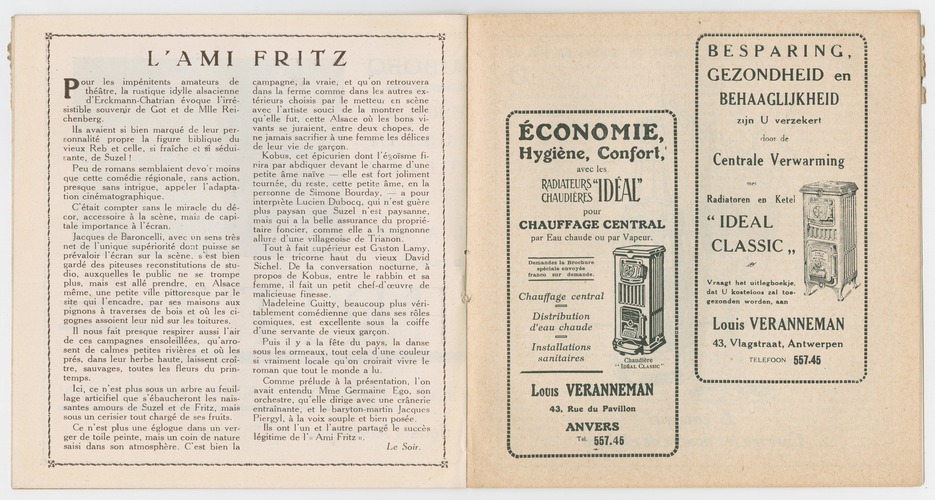 L'AMI FRITZ
Pour les impénitents amateurs de
théâtre, la rustique idylle alsacienne
d'Erckmann-Chatrian évoque l'irré-
sistible souvenir de Got et de Mlle Rei-
chenberg.
Ils avaient si bien marqué de leur per-
sonnalité propre la figure biblique du
vieux Reb et celle, si fraîche et si sédui-
sante, de Suzel !
Peu de romans semblaient devoir moins
que cette comédie régionale, sans action,
presque sans intrigue, appeler l'adapta-
tion cinématographique.
C'était compter sans le miracle du dé-
cor, accessoire à la scène, mais de capi-
tale importance à l'écran.
Jacques de Baroncelli, avec un sens très
net de l'unique supériorité dont puisse se
prévaloir l'écran sur la scène, s'est bien
gardé des piteuses reconstitutions de stu-
dio, auxquelles le public ne se trompe
plus, mais est allé prendre, en Alsace
même, une petite ville pittoresque par le
site qui l'encadre, par ses maisons aux
pignons à traverses de bois et où les ci-
gognes assoient leur nid sur les toitures.
Il nous fait presque respirer aussi l'air
de ces campagnes ensoleillées, qu'arro-
sent de calmes petites rivières et où les
prés, dans leur herbe haute, laissent croî-
tre, sauvages, toutes les fleurs du prin-
temps.
Ici, ce n'est plus sous un arbre au feuil-
lage artificiel que s'ébaucheront les nais-
santes amours de Suzel et de Fritz, mais
sous un cerisier tout chargé de ses fruits.
Ce n'est plus une églogue dans un ver-
ger de toile peinte, mais un coin de nature
saisi dans son atmosphère. C'est bien la
campagne, la vraie, et qu'on retrouvera
dans la ferme comme dans les autres ex-
térieurs choisis par le metteur en scène
avec l'artiste souci de la montrer telle
qu'elle fut, cette Alsace où les bons vi-
vants se juraient, entre deux chopes, de
ne jamais sacrifier à une femme les délices
de leur vie de garçon.
Kobus, cet épicurien dont l'égoïsme fi-
nira par abdiquer devant le charme d'une
petite âme naïve — elle est fort joliment
tournée, du reste, cette petite âme, en la
personne de Simone Bourday, — a pour
interprète Lucien Dubocq, qui n'est guère
plus paysan que Suzel n'est paysanne,
mais qui a la belle assurance du proprié-
taire foncier, comme elle a la mignonne
allure d'une villageoise de Trianon.
Tout à fait supérieur est Gaston Lamy,
sous le tricorne haut du vieux David
Sichel. De la conversation nocturne, à
propos de Kobus, entre le rabbin et sa
femme, il fait un petit chef-d'œuvre de
malicieuse finesse.
Madeleine Guitty, beaucoup plus véri-
tablement comédienne que dans ses rôles
comiques, est excellente sous la coiffe
d'une servante de vieux garçon.
Puis il y a la fête du pays, la danse
sous les ormeaux, tout cela d'une couleur
si vraiment locale qu'on croirait vivre le
roman que tout le monde a lu.
Comme prélude à la présentation, l'on
avait entendu Mme Germaine Ego, son
orchestre, qu'elle dirige avec une crânerie
entraînante, et le baryton-martin Jacques
Piergyl, à la voix souple et bien posée.
Ils ont l'un et l'autre partagé le succès
légitime de l'« Ami Fritz ».
Le Soir.
ÉCONOMIE,
Hygiène, Confort,
avec les
RADIATEURS "IDÉAL"
CHAUDIÈRES
pour
CHAUFFAGE CENTRAL
par Eau chaude ou par Vapeur.
Demandez la Brochure
spéciale envoyée
franco sur demande.
Chauffage central
Distribution
d'eau chaude
Installations
sanitaires
Chaudière
"IDEAL CLASSIC"
Louis VERANNEMAN
43, Rue du Pavillon
ANVERS
Tél. 557.45
BESPARING,
GEZONDHEID en
BEHAAGLIJKHEID
zijn U verzekert
door de
Centrale Verwarming
met
Radiatoren en Ketel
"IDEAL
CLASSIC„
Vraagt het uitlegboekje,
dat U kosteloos zal toe-
gezonden worden, aan
Louis VERANNEMAN
43, Vlagstraat, Antwerpen
TELEFOON 557.45